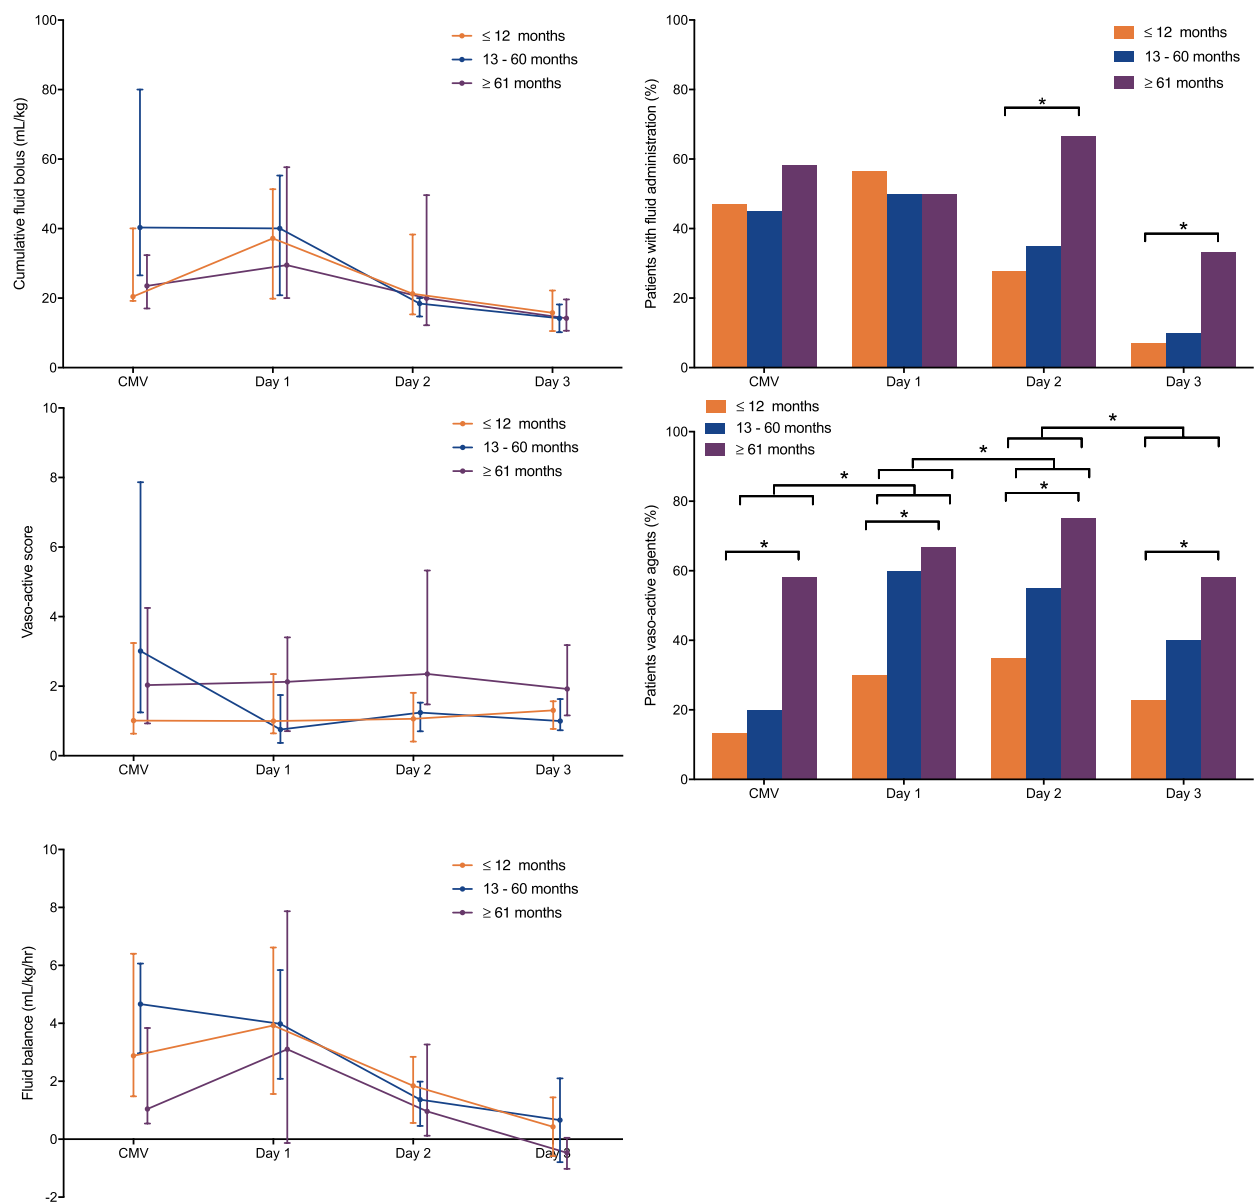 Cumulative fluid bolus (mL/kg)
100
80
60
40
20
0
≤ 12 months
13 - 60 months
≥ 61 months
CMV Day 1 Day 2 Day 3
Patients with fluid administration (%)
100
80
60
40
20
0
≤ 12 months
13 - 60 months
≥ 61 months
*
*
CMV Day 1 Day 2 Day 3
Vaso-active score
10
8
6
4
2
0
≤ 12 months
13 - 60 months
≥ 61 months
CMV Day 1 Day 2 Day 3
Patients vaso-active agents (%)
≤ 12 months
13 - 60 months
≥ 61 months
100
80
60
40
20
0
*
*
*
*
*
*
*
CMV Day 1 Day 2 Day 3
Fluid balance (mL/kg/hr)
10
8
6
4
2
0
-2
≤ 12 months
13 - 60 months
≥ 61 months
CMV Day 1 Day 2 Day 3